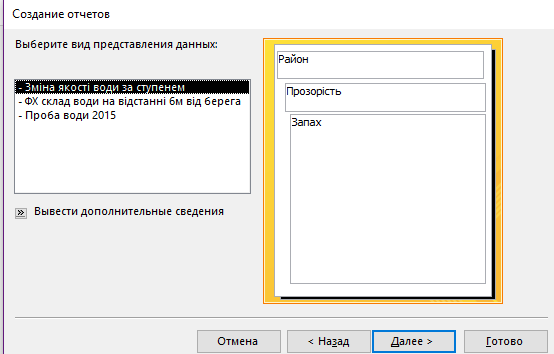 Создание отчетов
Выберите вид представления данных:
- Зміна якості води за ступенем
- ФХ склад води на відстанні 6м від берега
- Проба води 2015
Вывести дополнительные сведения
Район
Прозорість
Запах
Отмена
< Назад
Далее >
Готово